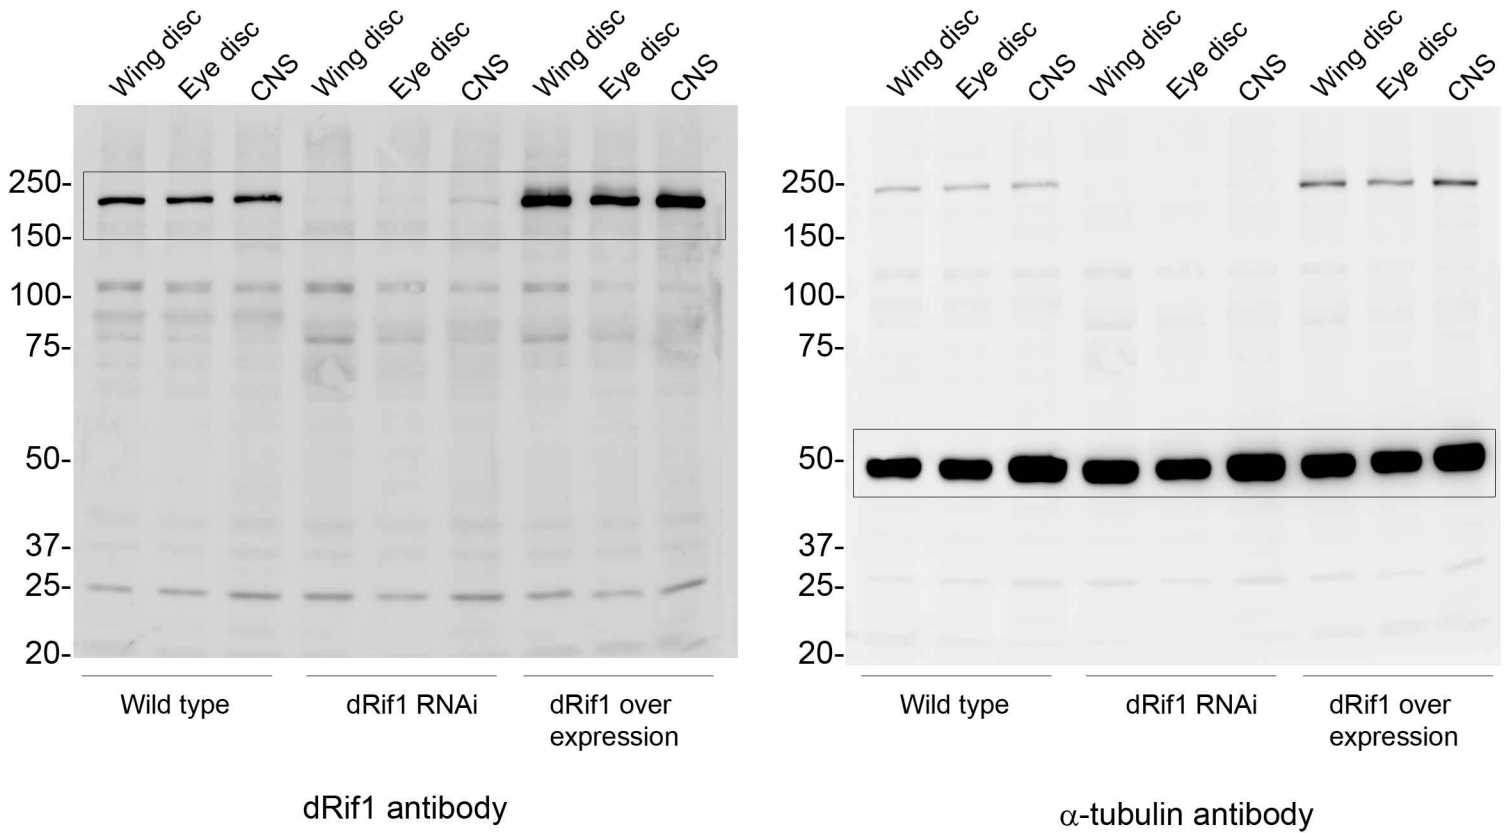 Wing disc
Eye disc
CNS
Wing disc
Eye disc
CNS
Wing disc
Eye disc
CNS
250-
150-
100-
75-
50-
37-
25-
20-
Wild type
dRif1 RNAi
dRif1 over
expression
dRif1 antibody
Wing disc
Eye disc
CNS
Wing disc
Eye disc
CNS
Wing disc
Eye disc
CNS
250-
150-
100-
75-
50-
37-
25-
20-
Wild type
dRif1 RNAi
dRif1 over
expression
α-tubulin antibody